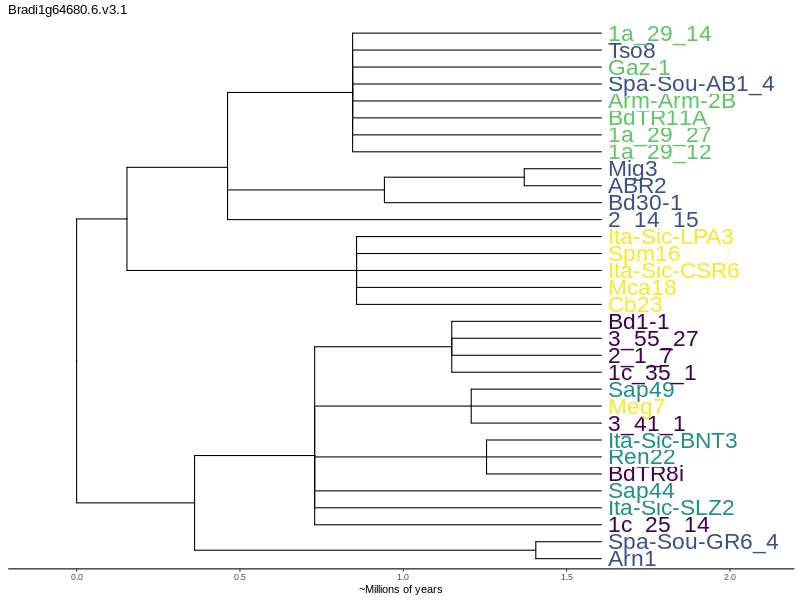 Bradi1g64680.6.v3.1
1a_29_14
Tso8
Gaz-1
Spa-Sou-AB1_4
Arm-Arm-2B
BdTR11A
1a_29_27
1a_29_12
Mig3
ABR2
Bd30-1
2_14_15
Ita-Sic-LPA3
Spm16
Ita-Sic-CSR6
Mca18
Cb23
Bd1-1
3_55_27
2_1_7
1c_35_1
Sap49
Meg7
3_41_1
Ita-Sic-BNT3
Ren22
BdTR8i
Sap44
Ita-Sic-SLZ2
1c_25_14
Spa-Sou-GR6_4
Arn1
0.0 0.5 1.0 1.5 2.0
~Millions of years